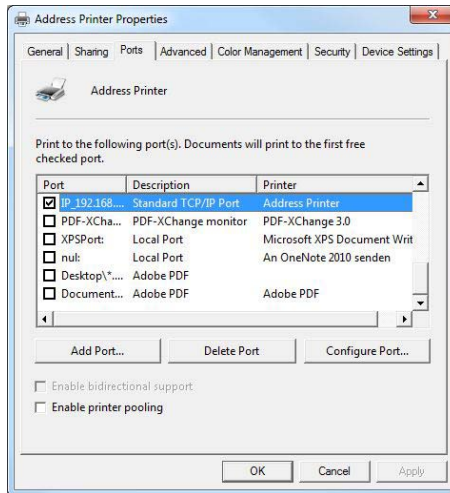 Address Printer Properties
General Sharing Ports Advanced Color Management Security Device Settings
Address Printer
Print to the following port(s). Documents will print to the first free
checked port.
Port Description Printer
IP_192.168.... Standard TCP/IP Port Address Printer
PDF-XCha... PDF-XChange monitor PDF-XChange 3.0
XPSPort: Local Port Microsoft XPS Document Writ
nul: Local Port An OneNote 2010 senden
Desktop\*.... Adobe PDF
Document... Adobe PDF Adobe PDF
Add Port... Delete Port Configure Port...
Enable bidirectional support
Enable printer pooling
OK Cancel Apply